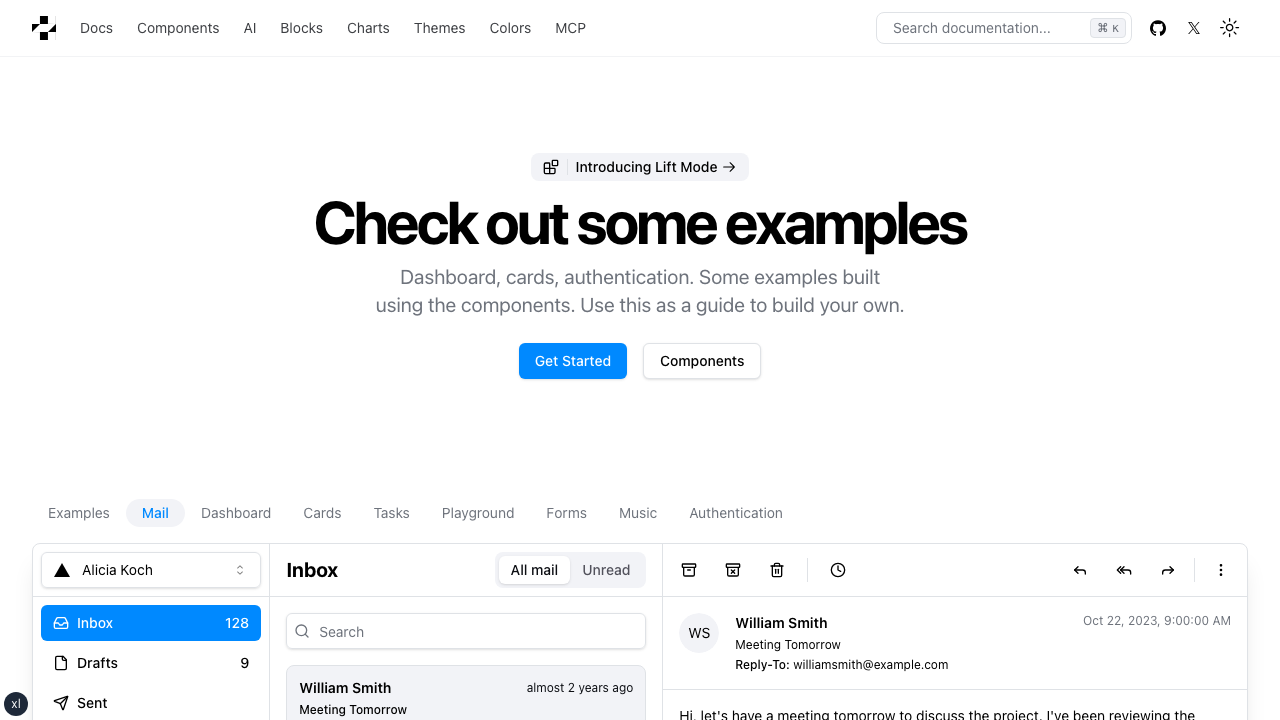 Docs Components AI Blocks Charts Themes Colors MCP Search documentation... ⌘ K
Introducing Lift Mode →
Check out some examples
Dashboard, cards, authentication. Some examples built
using the components. Use this as a guide to build your own.
Get Started Components
Examples Mail Dashboard Cards Tasks Playground Forms Music Authentication
Alicia Koch
Inbox 128
Drafts 9
Sent
xl
Inbox All mail Unread
Search
William Smith almost 2 years ago
Meeting Tomorrow
WS
William Smith Oct 22, 2023, 9:00:00 AM
Meeting Tomorrow
Reply-To: williamsmith@example.com
Hi, let's have a meeting tomorrow to discuss the project. I've been reviewing the